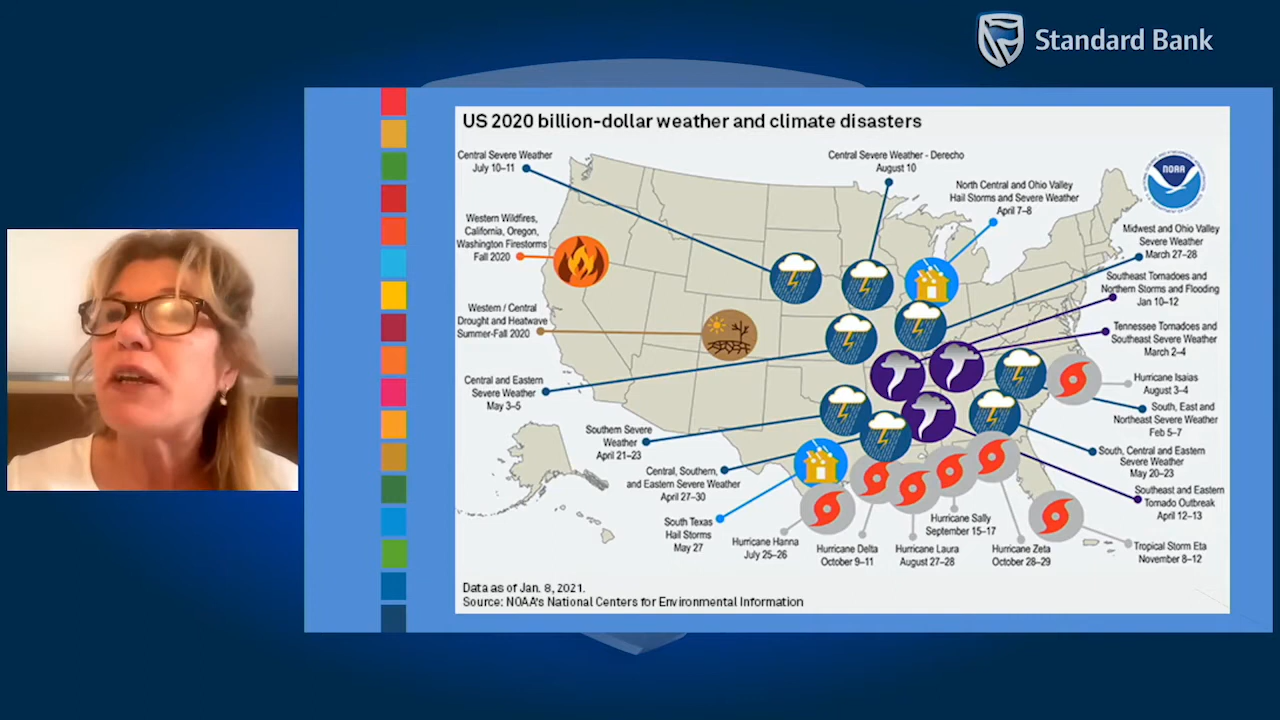 Standard Bank
US 2020 billion-dollar weather and climate disasters
Central Severe Weather
July 10–11
Central Severe Weather - Derecho
August 10
NOAA
North Central and Ohio Valley
Hail Storms and Severe Weather
April 7–8
Western Wildfires,
California, Oregon,
Washington Firestorms
Fall 2020
Midwest and Ohio Valley
Severe Weather
March 27–28
Southeast Tornadoes and
Northern Storms and Flooding
Jan 10–12
Western / Central
Drought and Heatwave
Summer-Fall 2020
Tennessee Tornadoes and
Southeast Severe Weather
March 2–4
Central and Eastern
Severe Weather
May 3–5
Hurricane Isaias
August 3–4
South, East and
Northeast Severe Weather
Feb 5–7
Southern Severe
Weather
April 21–23
South, Central and Eastern
Severe Weather
May 20–23
Central, Southern,
and Eastern Severe Weather
April 27–30
Southeast and Eastern
Tornado Outbreak
April 12–13
South Texas
Hail Storms
May 27
Hurricane Hanna
July 25–26
Hurricane Delta
October 9–11
Hurricane Laura
August 27–28
Hurricane Sally
September 15–17
Hurricane Zeta
October 28–29
Tropical Storm Eta
November 8–12
Data as of Jan. 8, 2021.
Source: NOAA's National Centers for Environmental Information